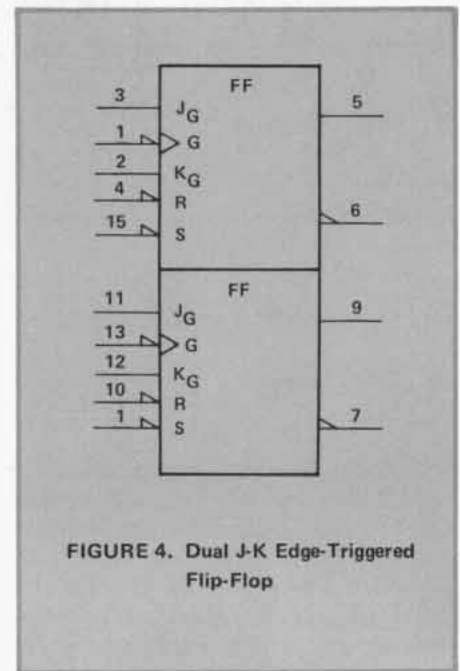 FF
3 J_G 5
1 G
2 K_G
4 R 6
15 S
FF
11 J_G 9
13 G
12 K_G
10 R
1 S 7
FIGURE 4. Dual J-K Edge-Triggered
Flip-Flop